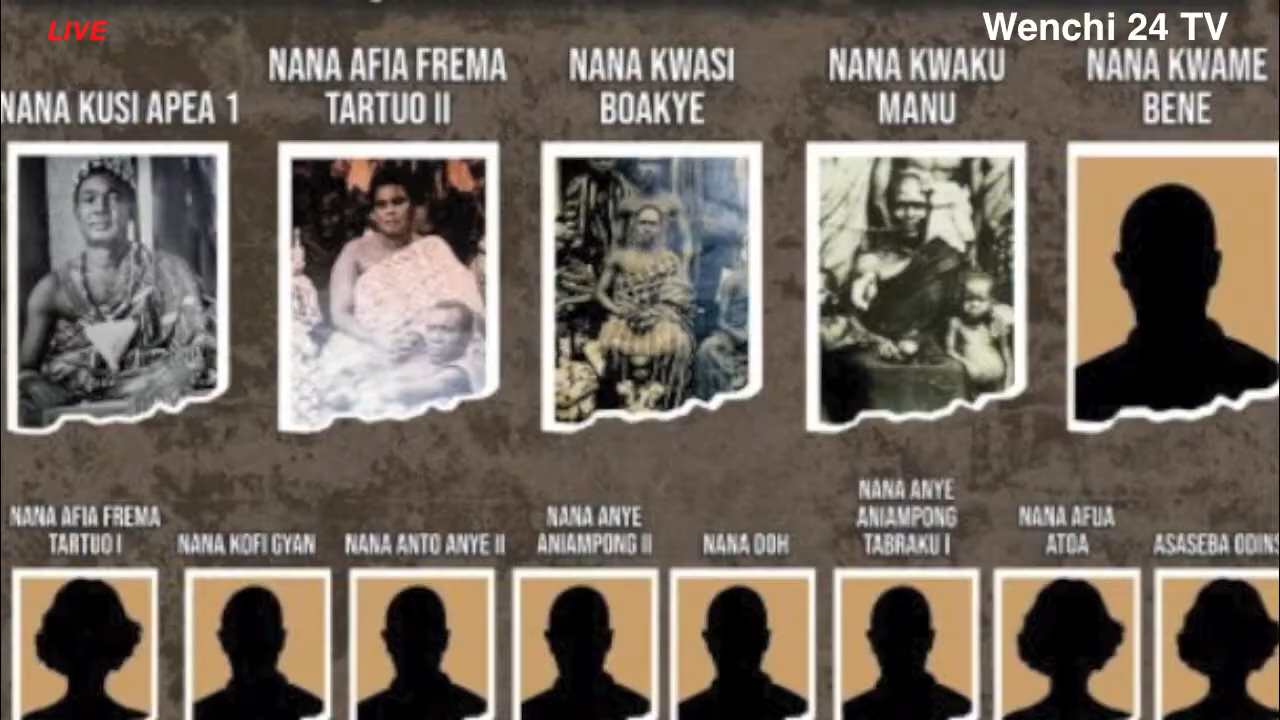 LIVE
Wenchi 24 TV
NANA KUSI APEA 1
NANA AFIA FREMA
TARTUO II
NANA KWASI
BOAKYE
NANA KWAKU
MANU
NANA KWAME
BENE
NANA AFIA FREMA
TARTUO I
NANA KOFI GYAN
NANA ANTO ANYE II
NANA ANYE
ANIAMPONG II
NANA ODH
NANA ANYE
ANIAMPONG
TABRAKU I
NANA AFUA
ATOA
ASASEBA